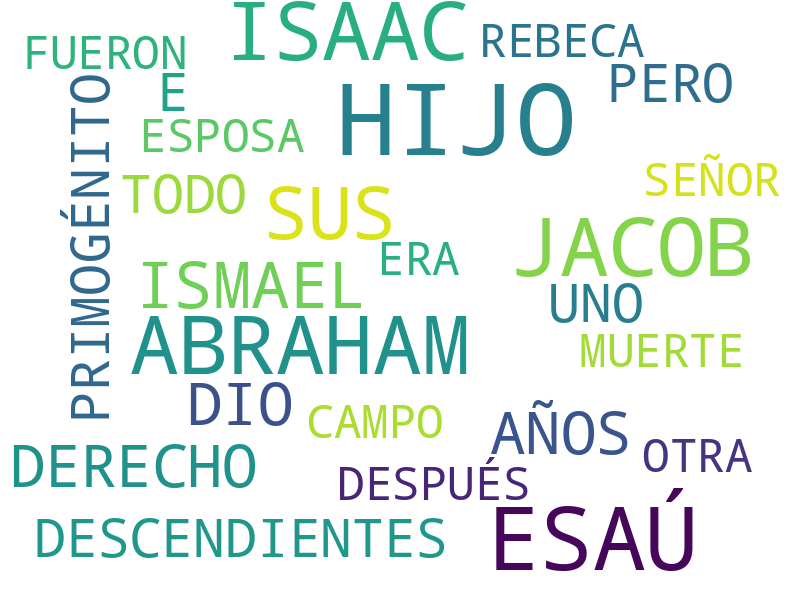 ISAAC
REBECA
FUERON
PERO
E
HIJO
PRIMOGÉNITO
ESPOSA
SEÑOR
TODO
SUS
JACOB
ERA
ISMAEL
UNO
ABRAHAM
MUERTE
DIO
CAMPO
AÑOS
OTRA
DERECHO
DESPUÉS
DESCENDIENTES
ESAÚ